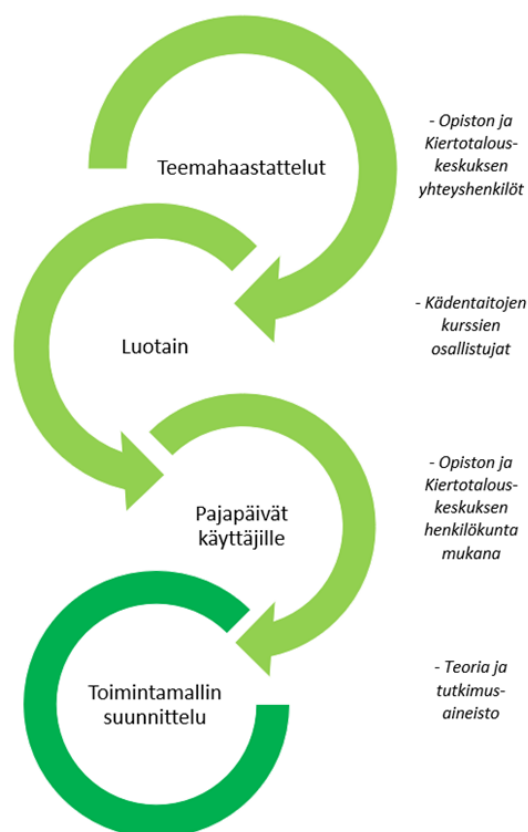 Teemahaastattelut
- Opiston ja
Kiertotalous-
keskuksen
yhteyshenkilöt
Luotain
- Kädentaitojen
kurssien
osallistujat
Pajapäivät
käyttäjille
- Opiston ja
Kiertotalous-
keskuksen
henkilökunta
mukana
Toimintamallin
suunnittelu
- Teoria ja
tutkimus-
aineisto